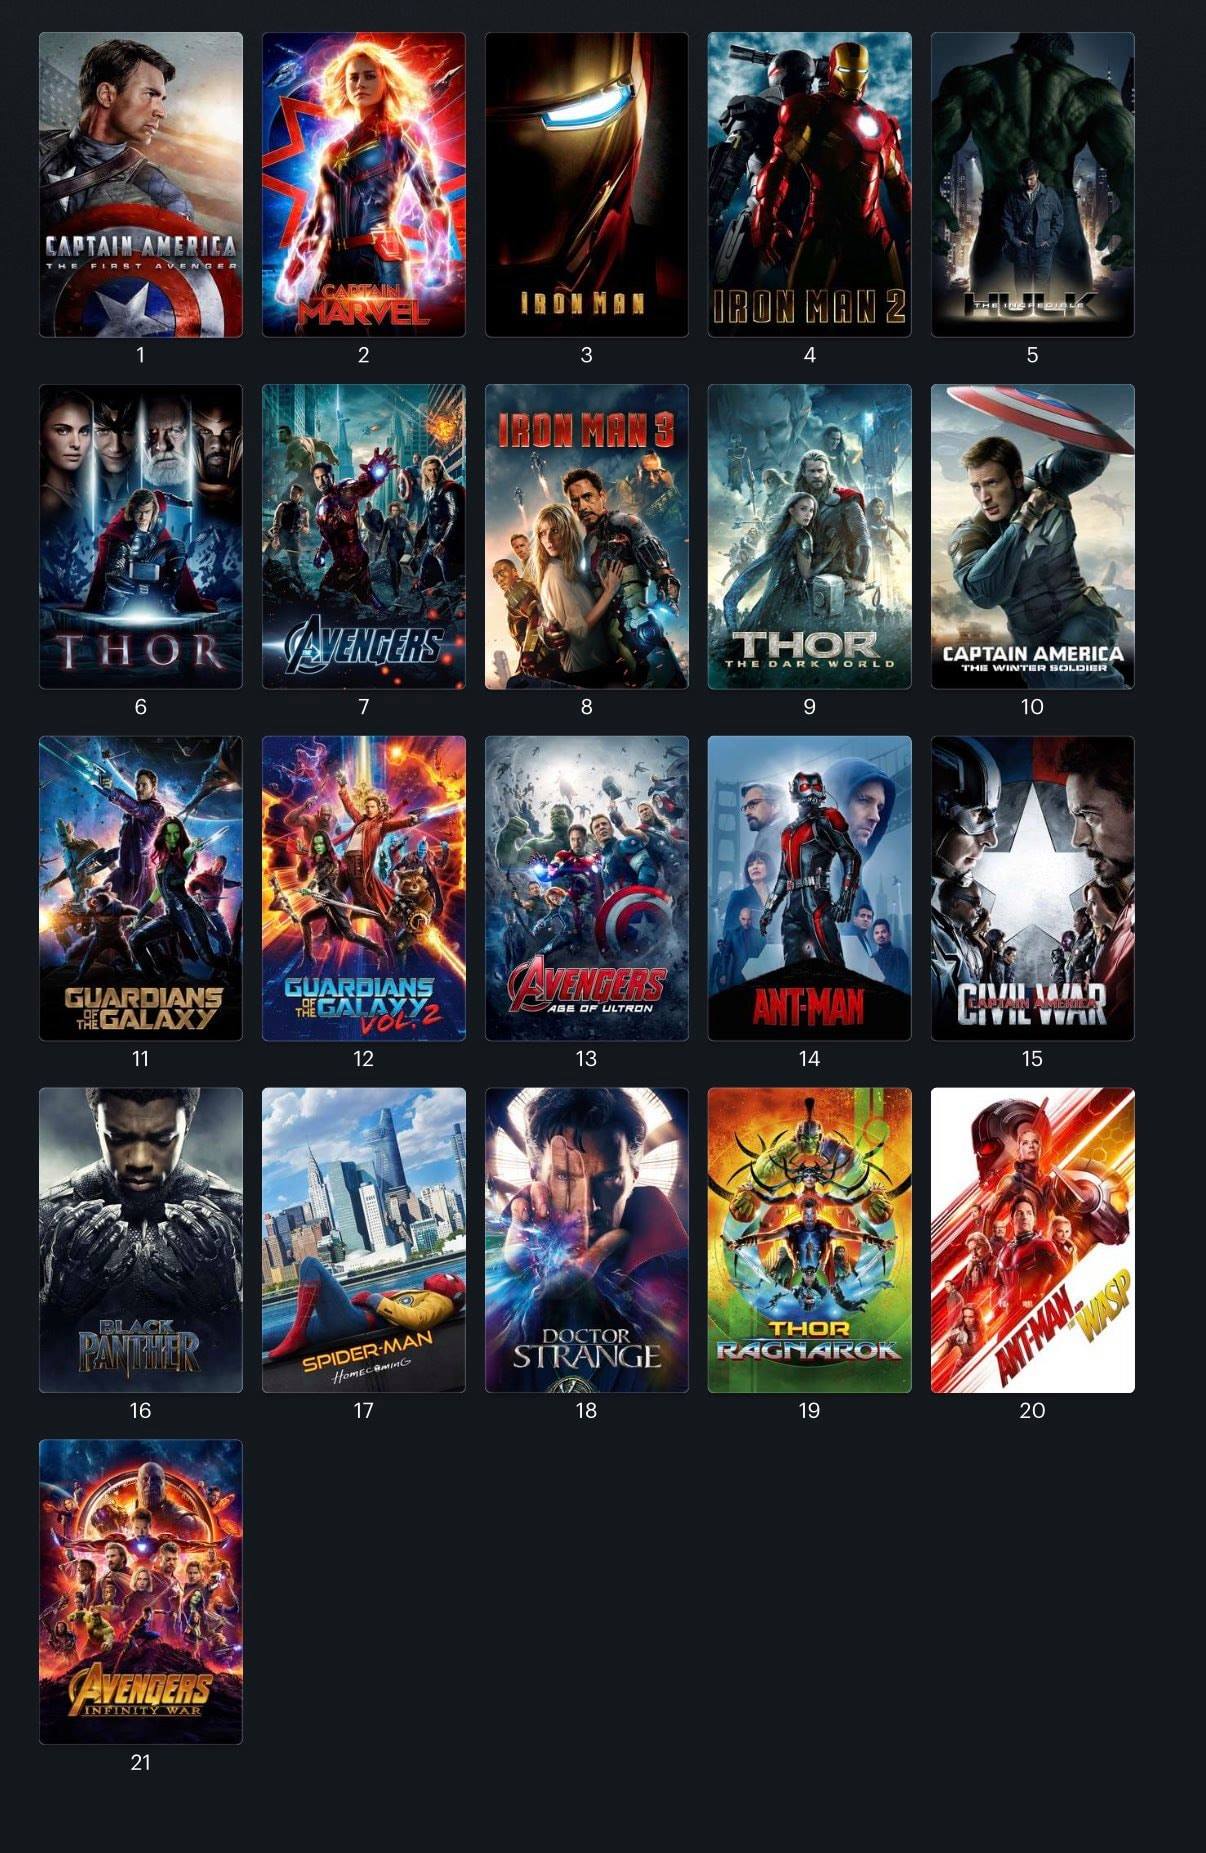 CAPTAIN AMERICA
THE FIRST AVENGER
1
CAPTAIN
MARVEL
2
IRON MAN
3
IRON MAN 2
4
THE INCREDIBLE
HULK
5
THOR
6
AVENGERS
7
IRON MAN 3
8
THOR
THE DARK WORLD
9
CAPTAIN AMERICA
THE WINTER SOLDIER
10
GUARDIANS
OF THE GALAXY
11
GUARDIANS
OF THE GALAXY
VOL. 2
12
AVENGERS
AGE OF ULTRON
13
ANT-MAN
14
CAPTAIN AMERICA
CIVIL WAR
15
BLACK
PANTHER
16
SPIDER-MAN
HOMECOMING
17
DOCTOR
STRANGE
18
THOR
RAGNAROK
19
ANT-MAN AND THE WASP
20
AVENGERS
INFINITY WAR
21